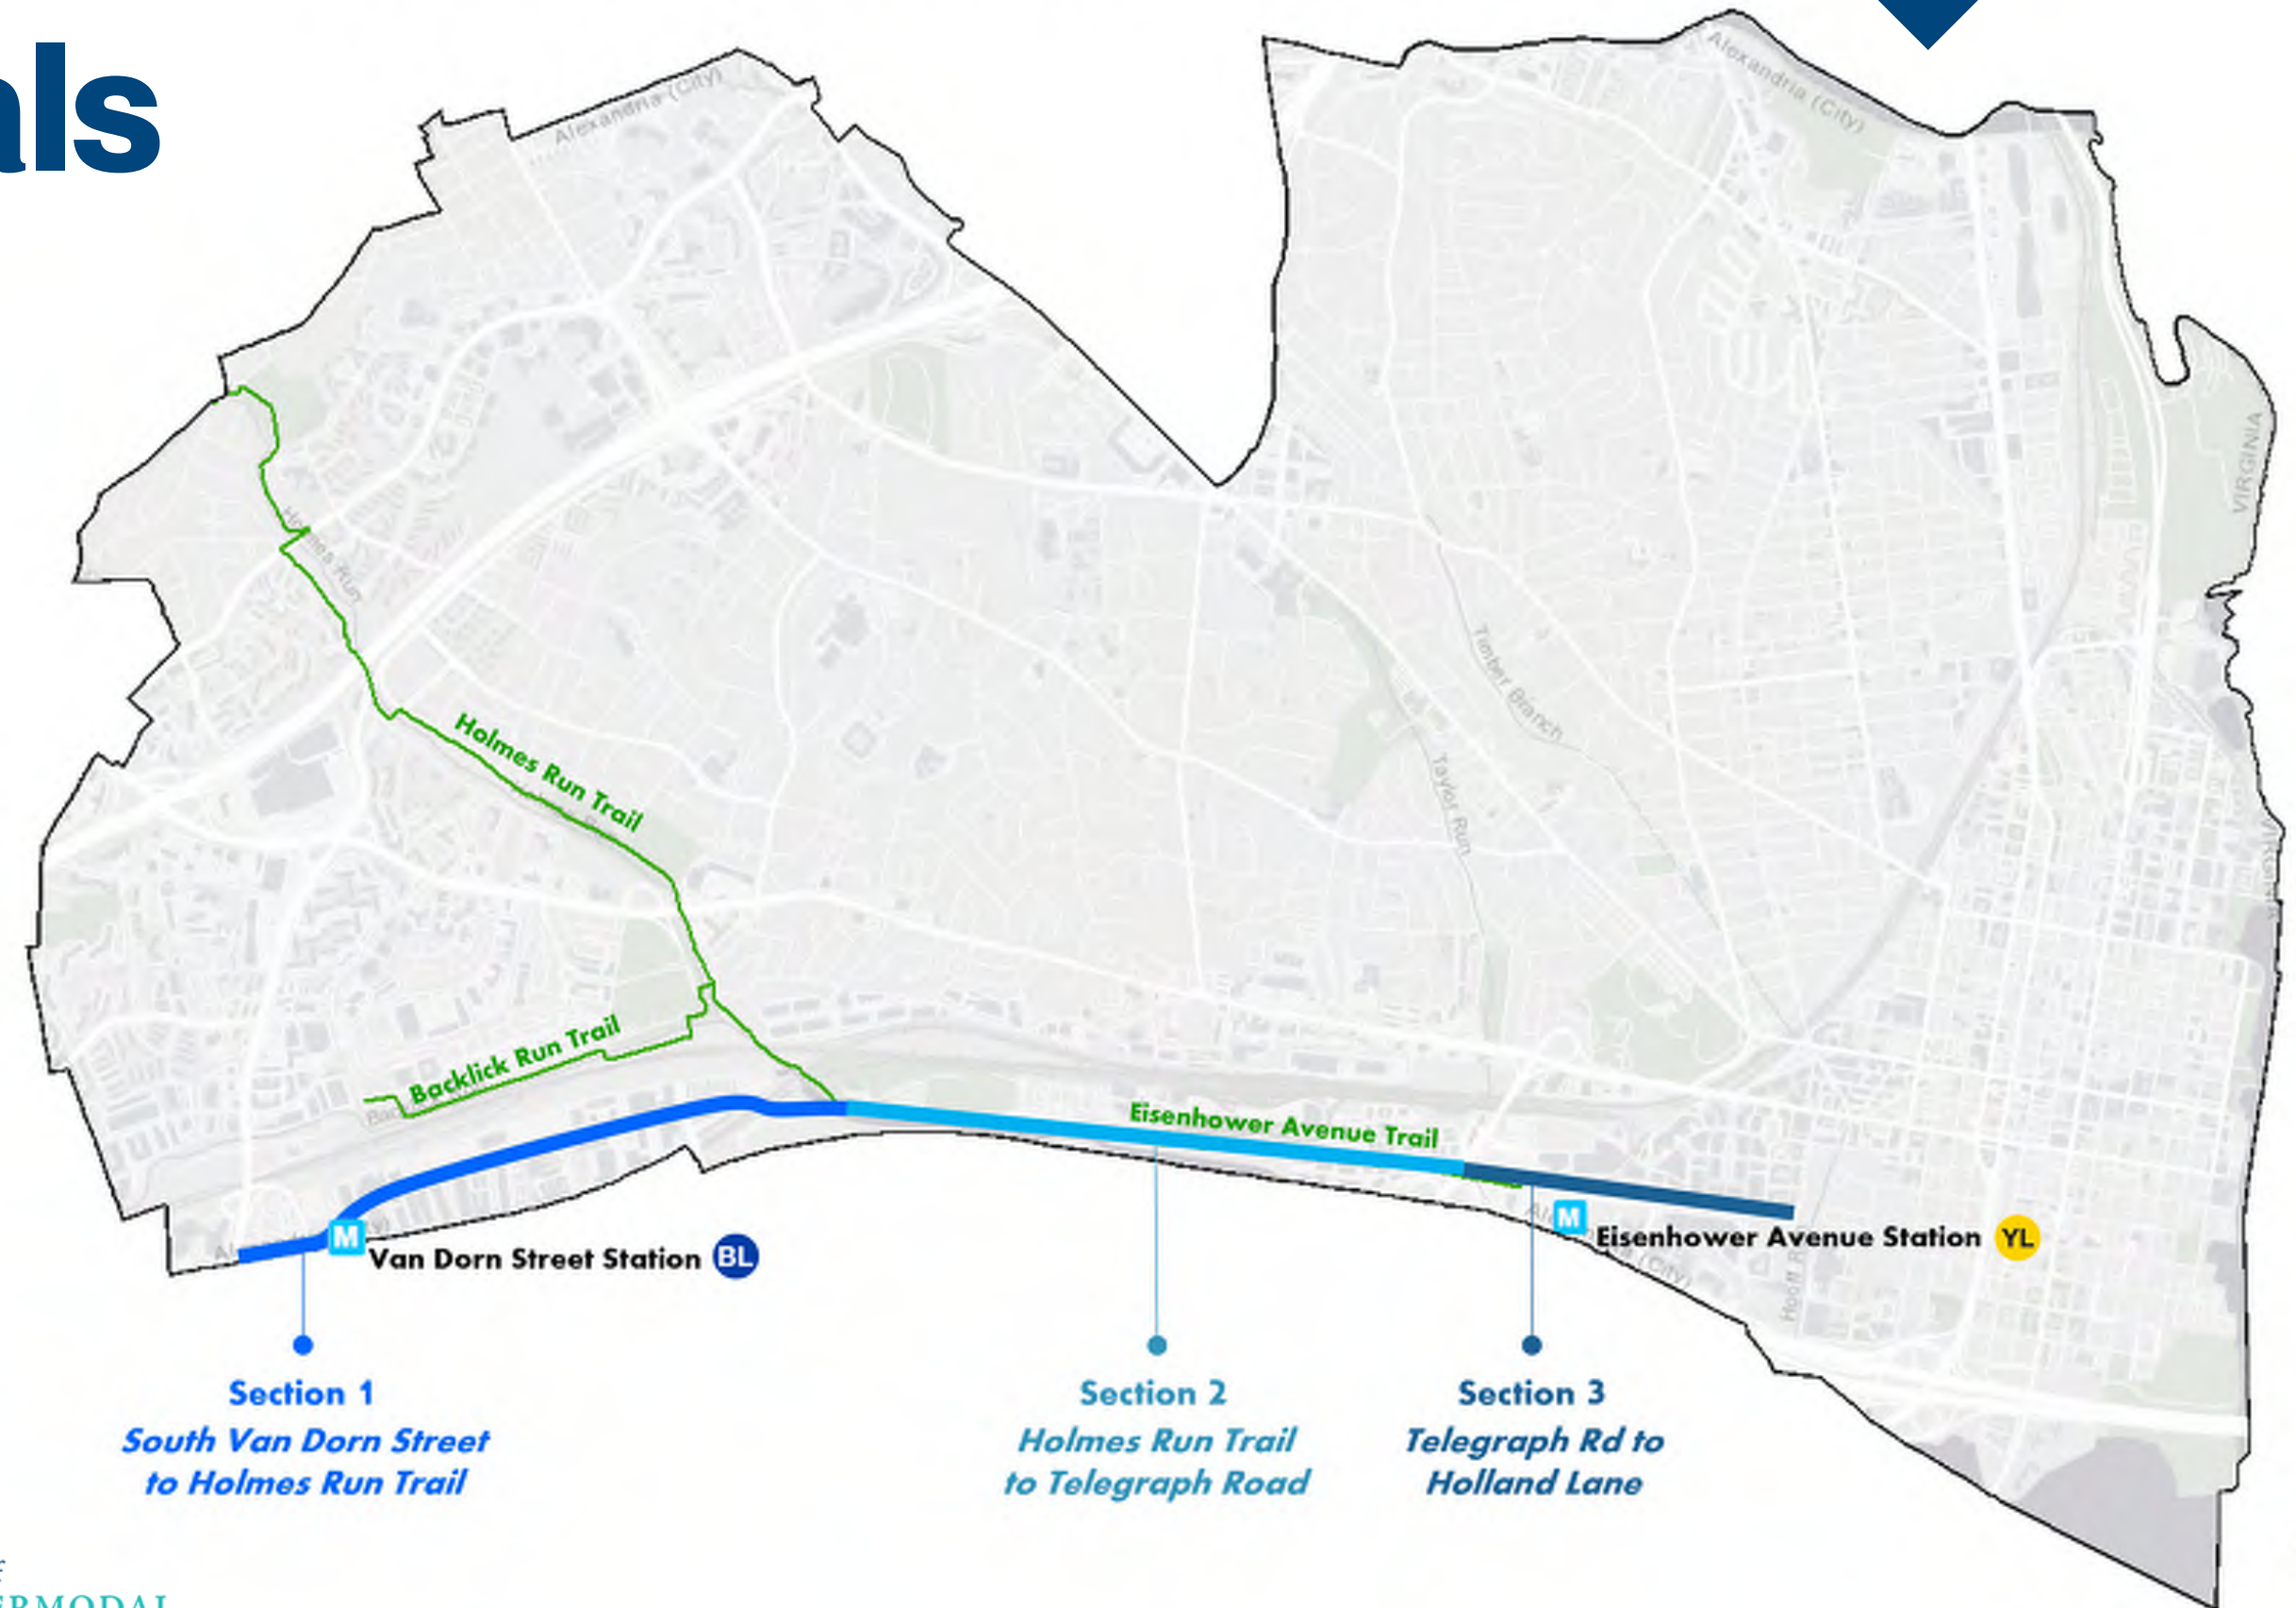 als
Alexandria (City)
Alexandria (City)
VIRGINIA
Holmes Run
Timber Branch
Taylor Run
Holmes Run Trail
Backlick Run Trail
Eisenhower Avenue Trail
M
Van Dorn Street Station BL
M
Eisenhower Avenue Station YL
(City)
Section 1
South Van Dorn Street
to Holmes Run Trail
Section 2
Holmes Run Trail
to Telegraph Road
Section 3
Telegraph Rd to
Holland Lane
ERMODAL